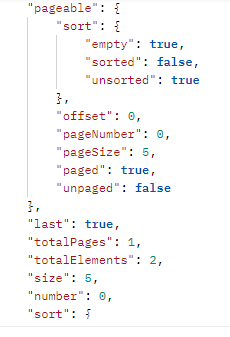 "pageable": {
"sort": {
"empty": true,
"sorted": false,
"unsorted": true
},
"offset": 0,
"pageNumber": 0,
"pageSize": 5,
"paged": true,
"unpaged": false
},
"last": true,
"totalPages": 1,
"totalElements": 2,
"size": 5,
"number": 0,
"sort": {